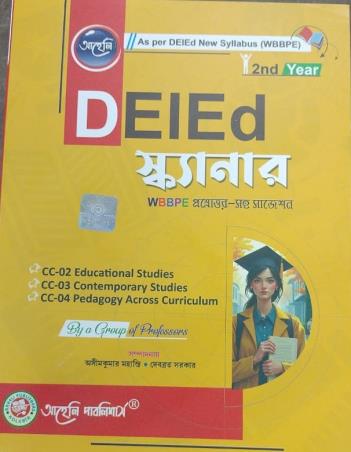 আহেলি
As per DElEd New Syllabus (WBBPE)
2nd Year
DElEd
স্ক্যানার
WBBPE প্রশ্নোত্তর-সহ সাজেশন
CC-02 Educational Studies
CC-03 Contemporary Studies
CC-04 Pedagogy Across Curriculum
By a Group of Professors
সম্পাদনায়
অসীমকুমার মহান্তি • দেবব্রত সরকার
আহেলি পাবলিশার্স®